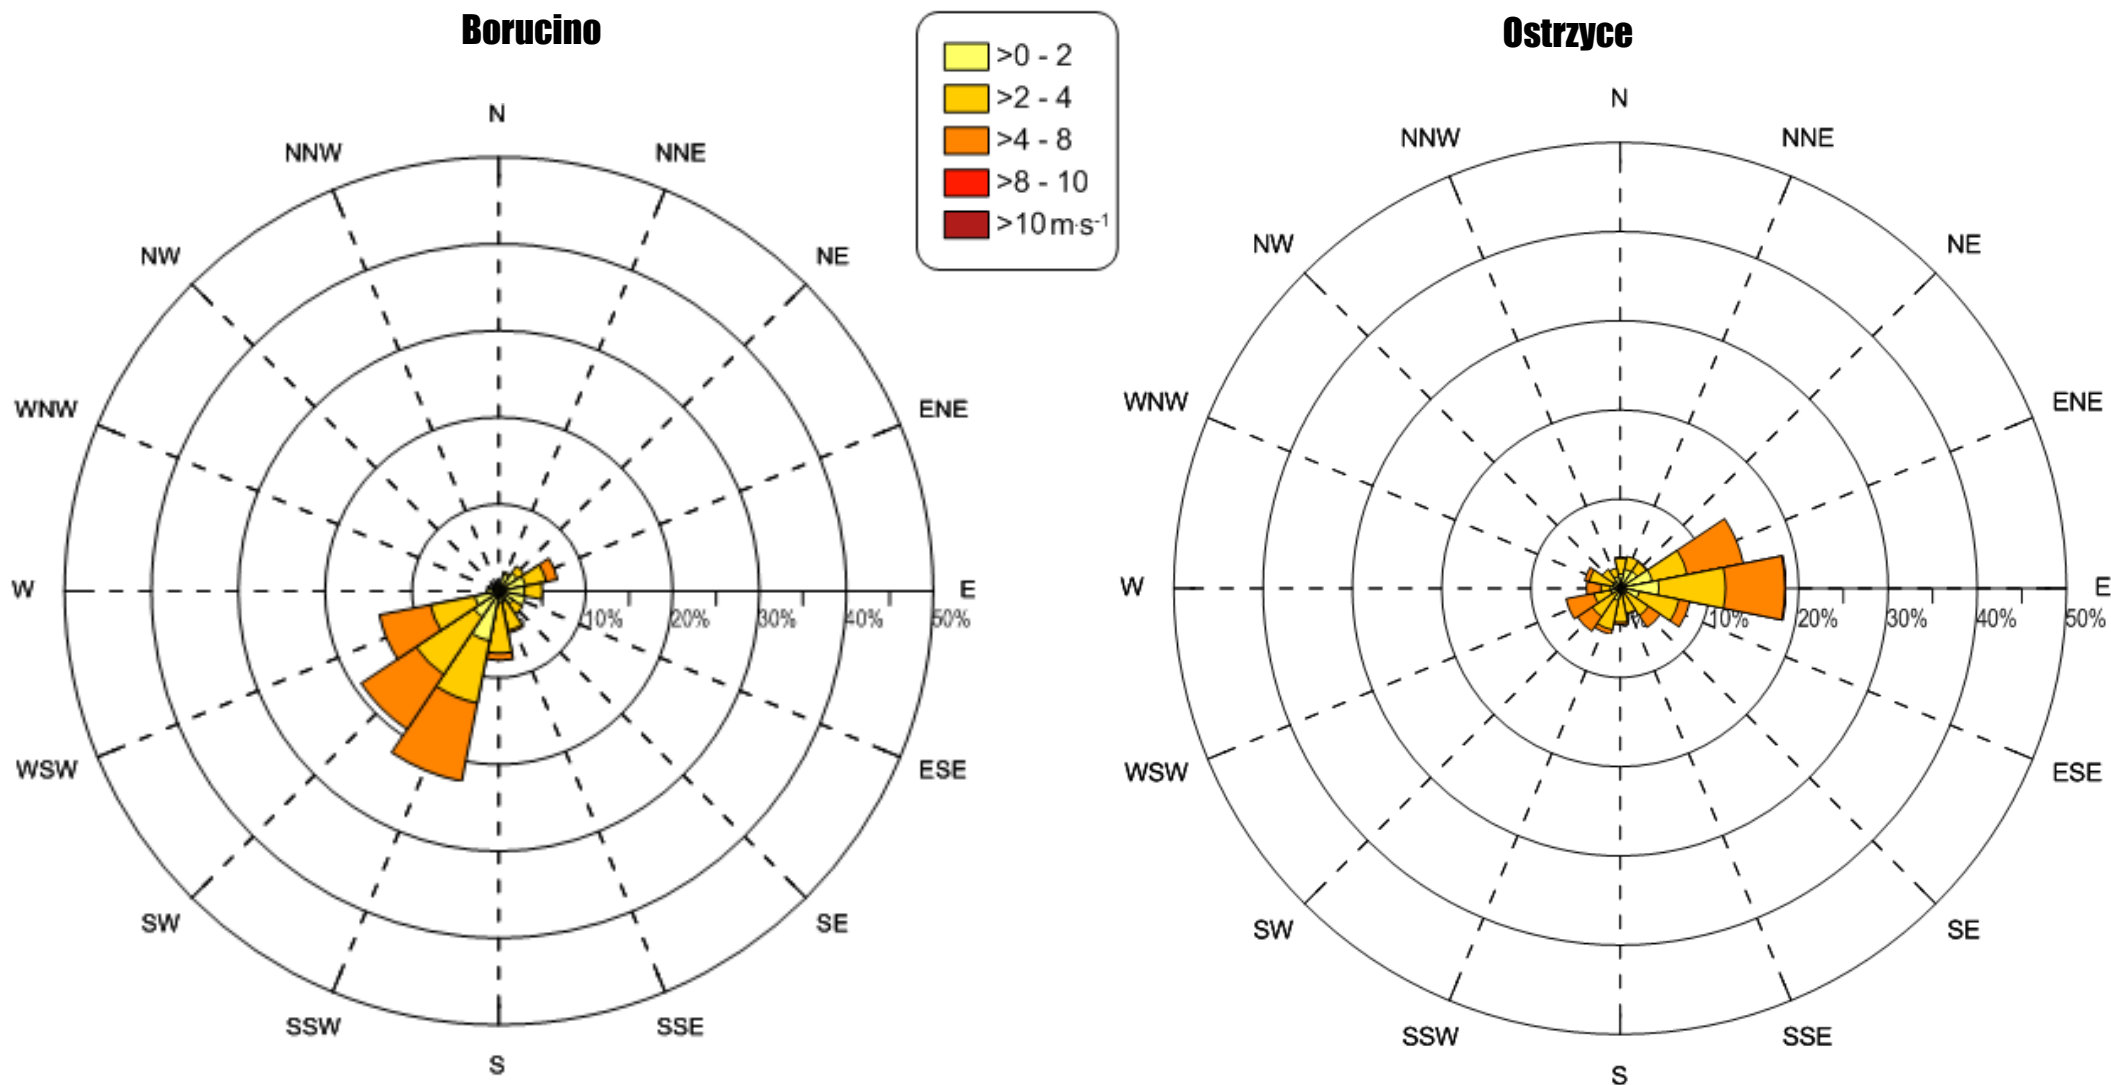 Borucino
Ostrzyce
>0 - 2
>2 - 4
>4 - 8
>8 - 10
>10 m·s⁻¹
N
NNE
NE
ENE
E
ESE
SE
SSE
S
SSW
SW
WSW
W
WNW
NW
NNW
10%
20%
30%
40%
50%
N
NNE
NE
ENE
E
ESE
SE
SSE
S
SSW
SW
WSW
W
WNW
NW
NNW
10%
20%
30%
40%
50%